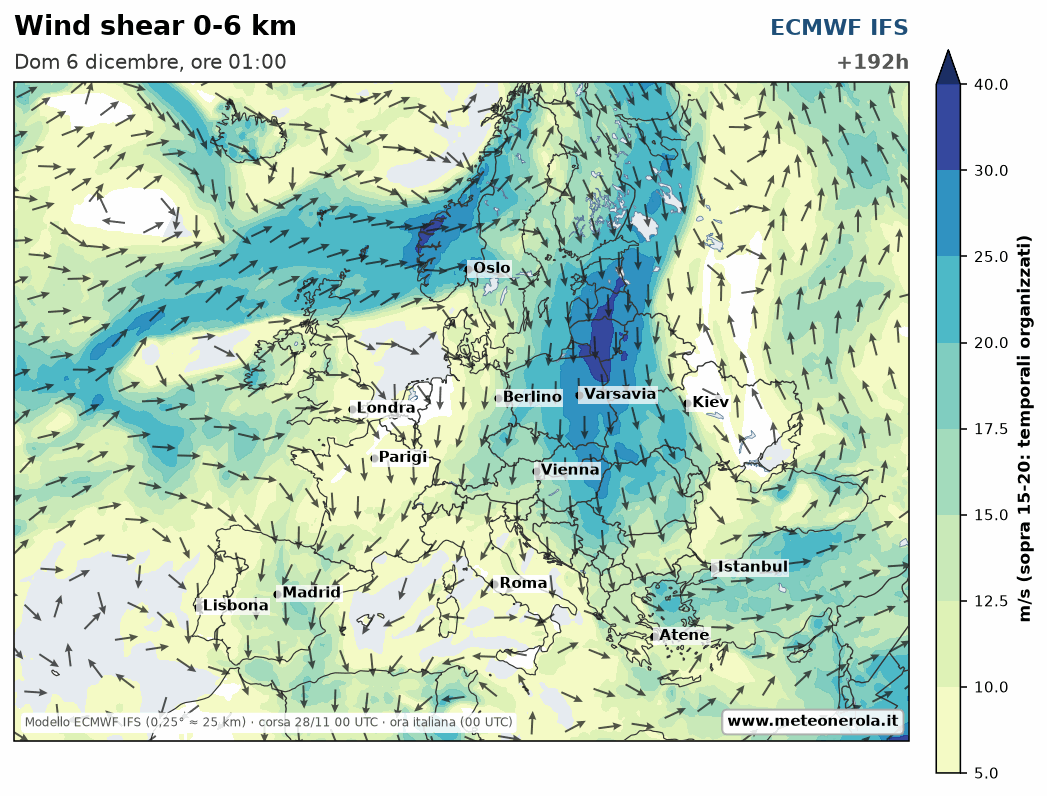 Wind shear 0-6 km
ECMWF IFS
Dom 6 dicembre, ore 01:00
+192h
40.0
30.0
25.0
20.0
17.5
15.0
12.5
10.0
5.0
m/s (sopra 15-20: temporali organizzati)
Oslo
Berlino
Varsavia
Kiev
Londra
Parigi
Vienna
Istanbul
Roma
Madrid
Lisbona
Atene
Modello ECMWF IFS (0,25° ≈ 25 km) · corsa 28/11 00 UTC · ora italiana (00 UTC)
www.meteonerola.it